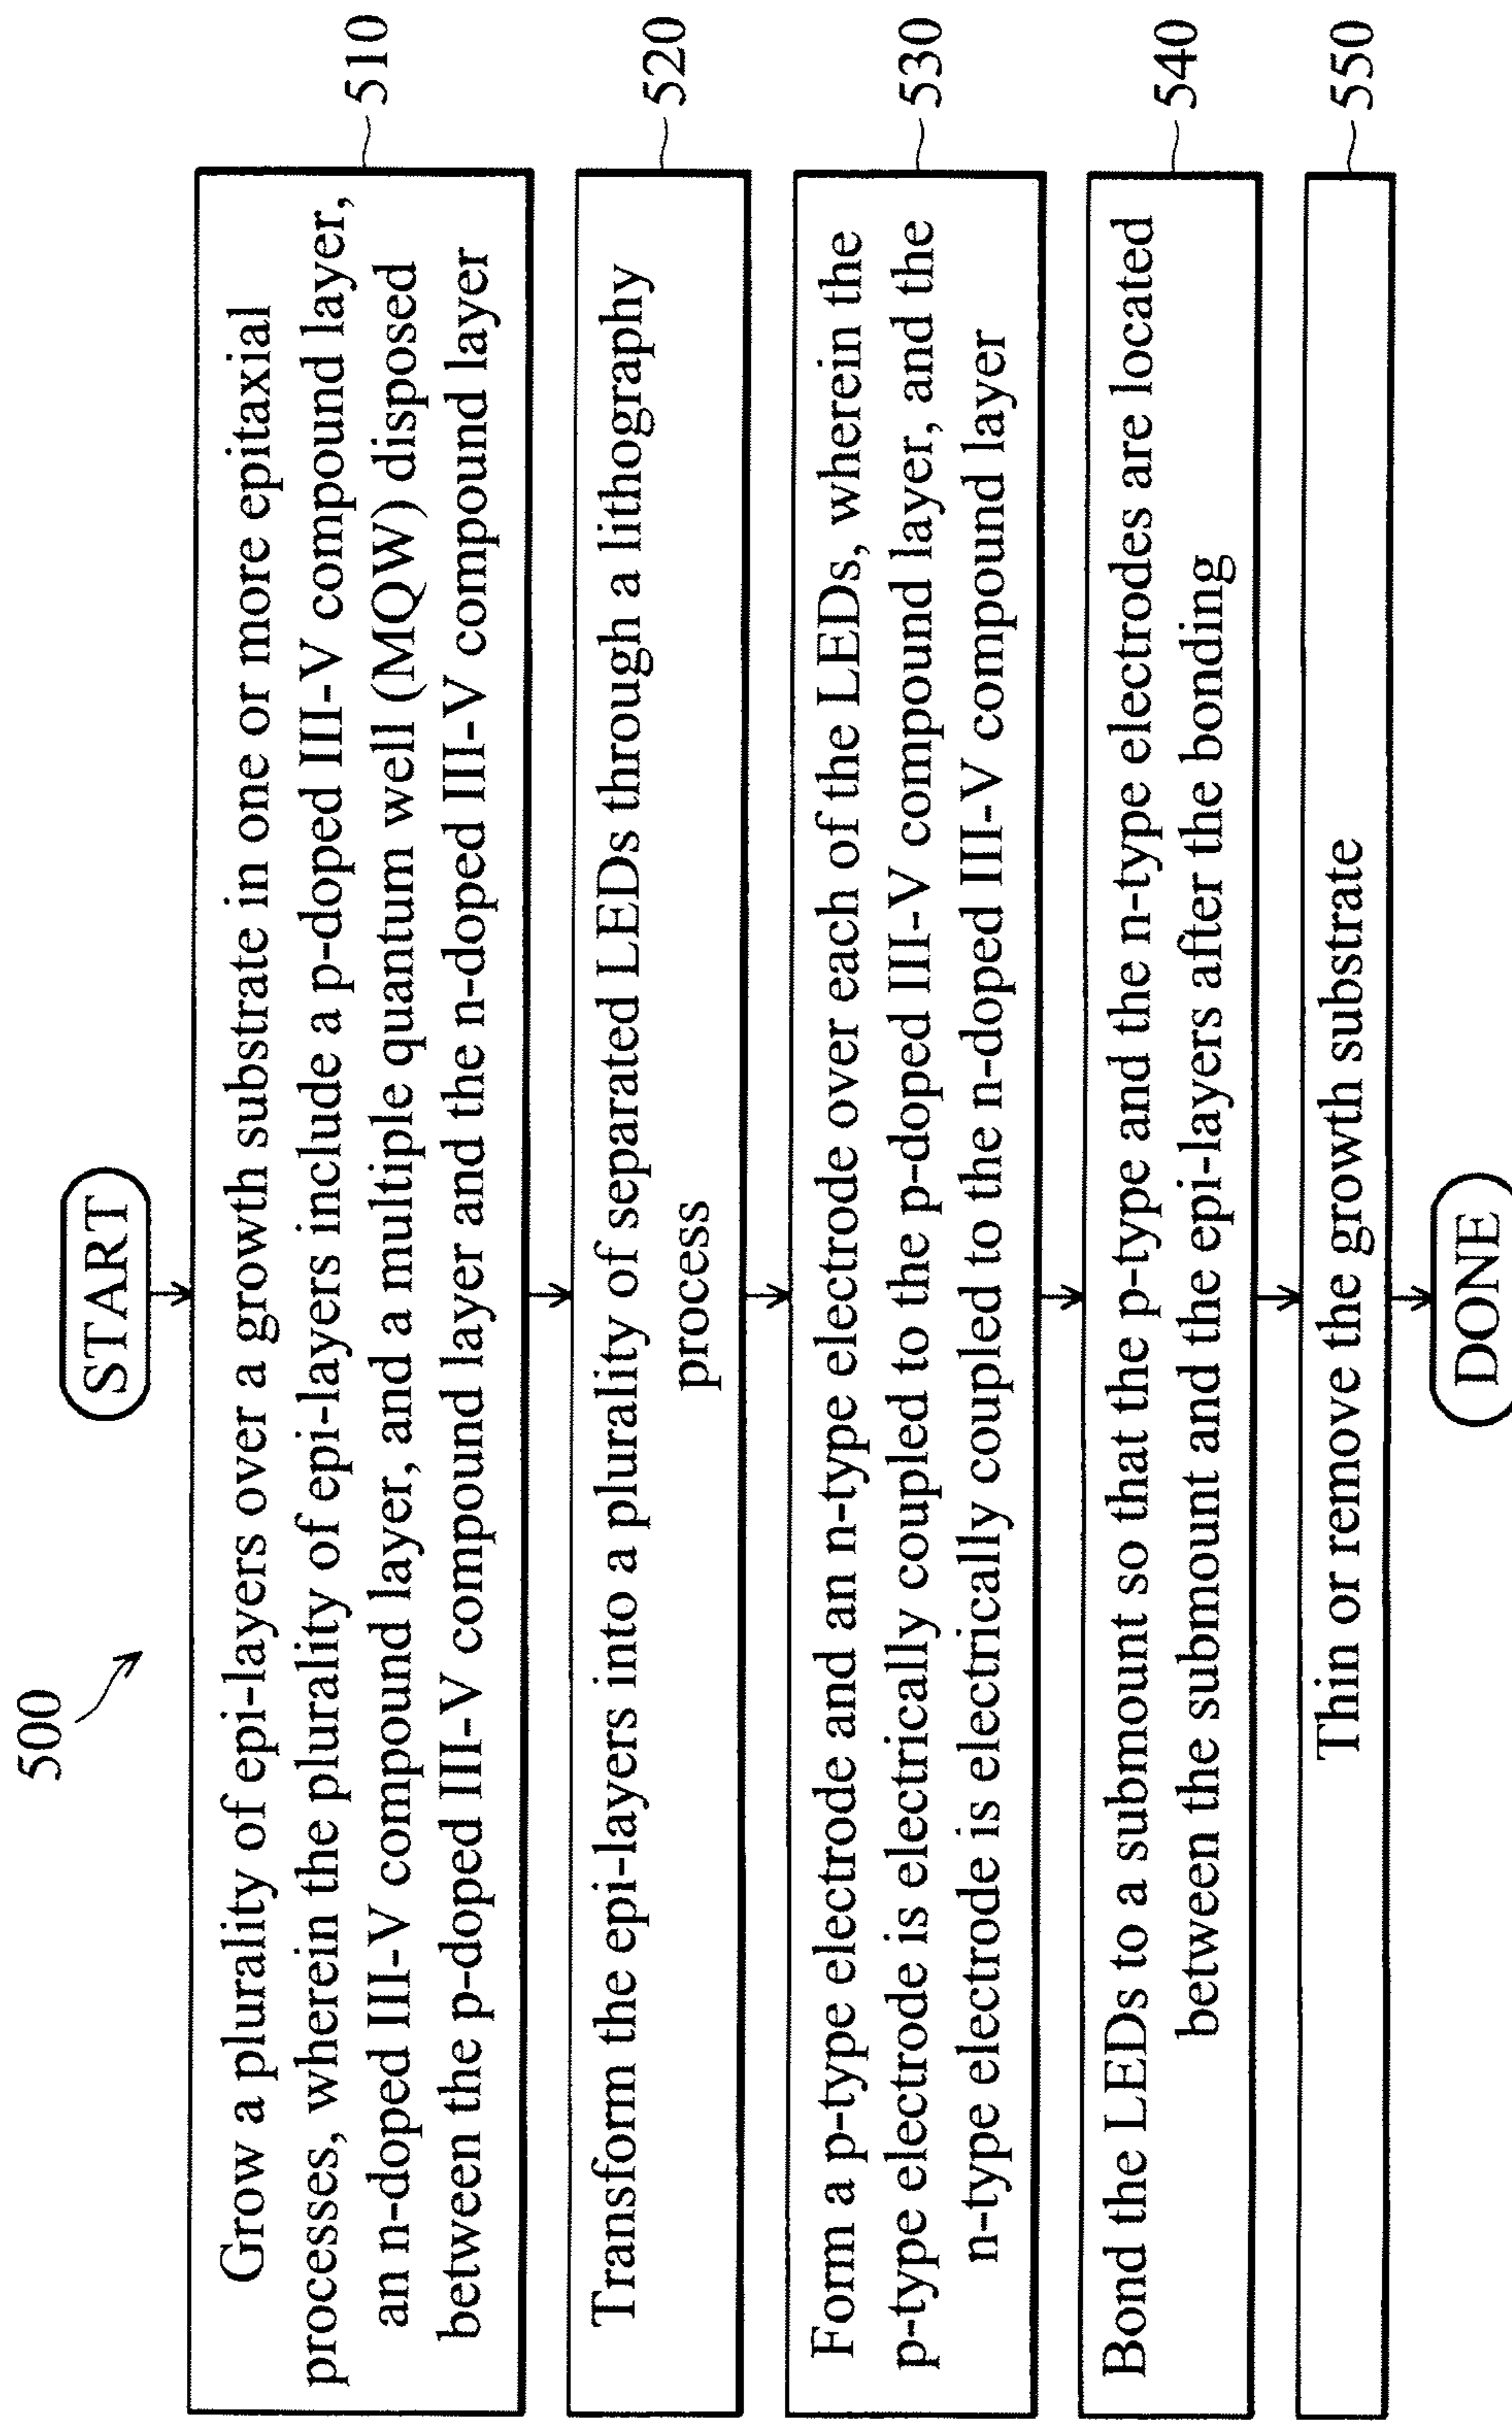 500
START
Grow a plurality of epi-layers over a growth substrate in one or more epitaxial
processes, wherein the plurality of epi-layers include a p-doped III-V compound layer,
an n-doped III-V compound layer, and a multiple quantum well (MQW) disposed
between the p-doped III-V compound layer and the n-doped III-V compound layer
510
Transform the epi-layers into a plurality of separated LEDs through a lithography
process
520
Form a p-type electrode and an n-type electrode over each of the LEDs, wherein the
p-type electrode is electrically coupled to the p-doped III-V compound layer, and the
n-type electrode is electrically coupled to the n-doped III-V compound layer
530
Bond the LEDs to a submount so that the p-type and the n-type electrodes are located
between the submount and the epi-layers after the bonding
540
Thin or remove the growth substrate
550
DONE